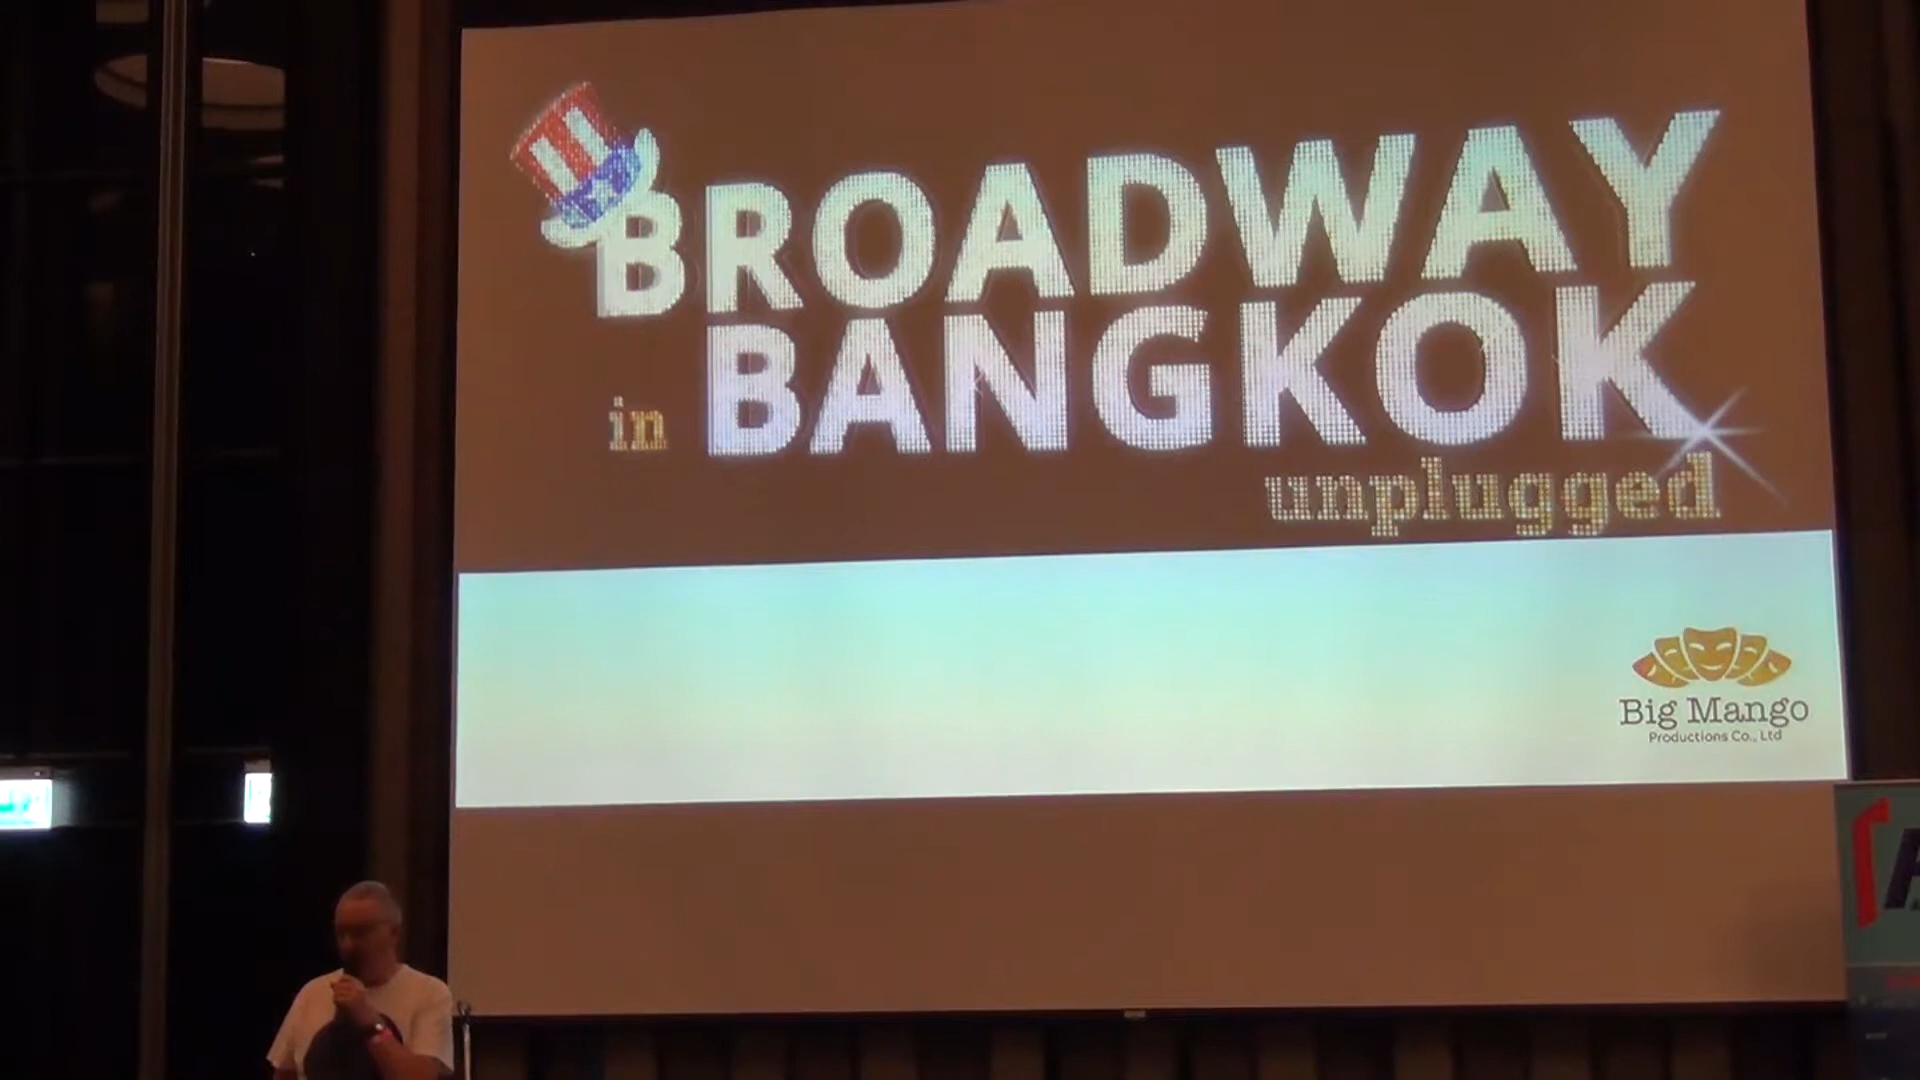 BROADWAY
in BANGKOK
unplugged
Big Mango
Productions Co., Ltd